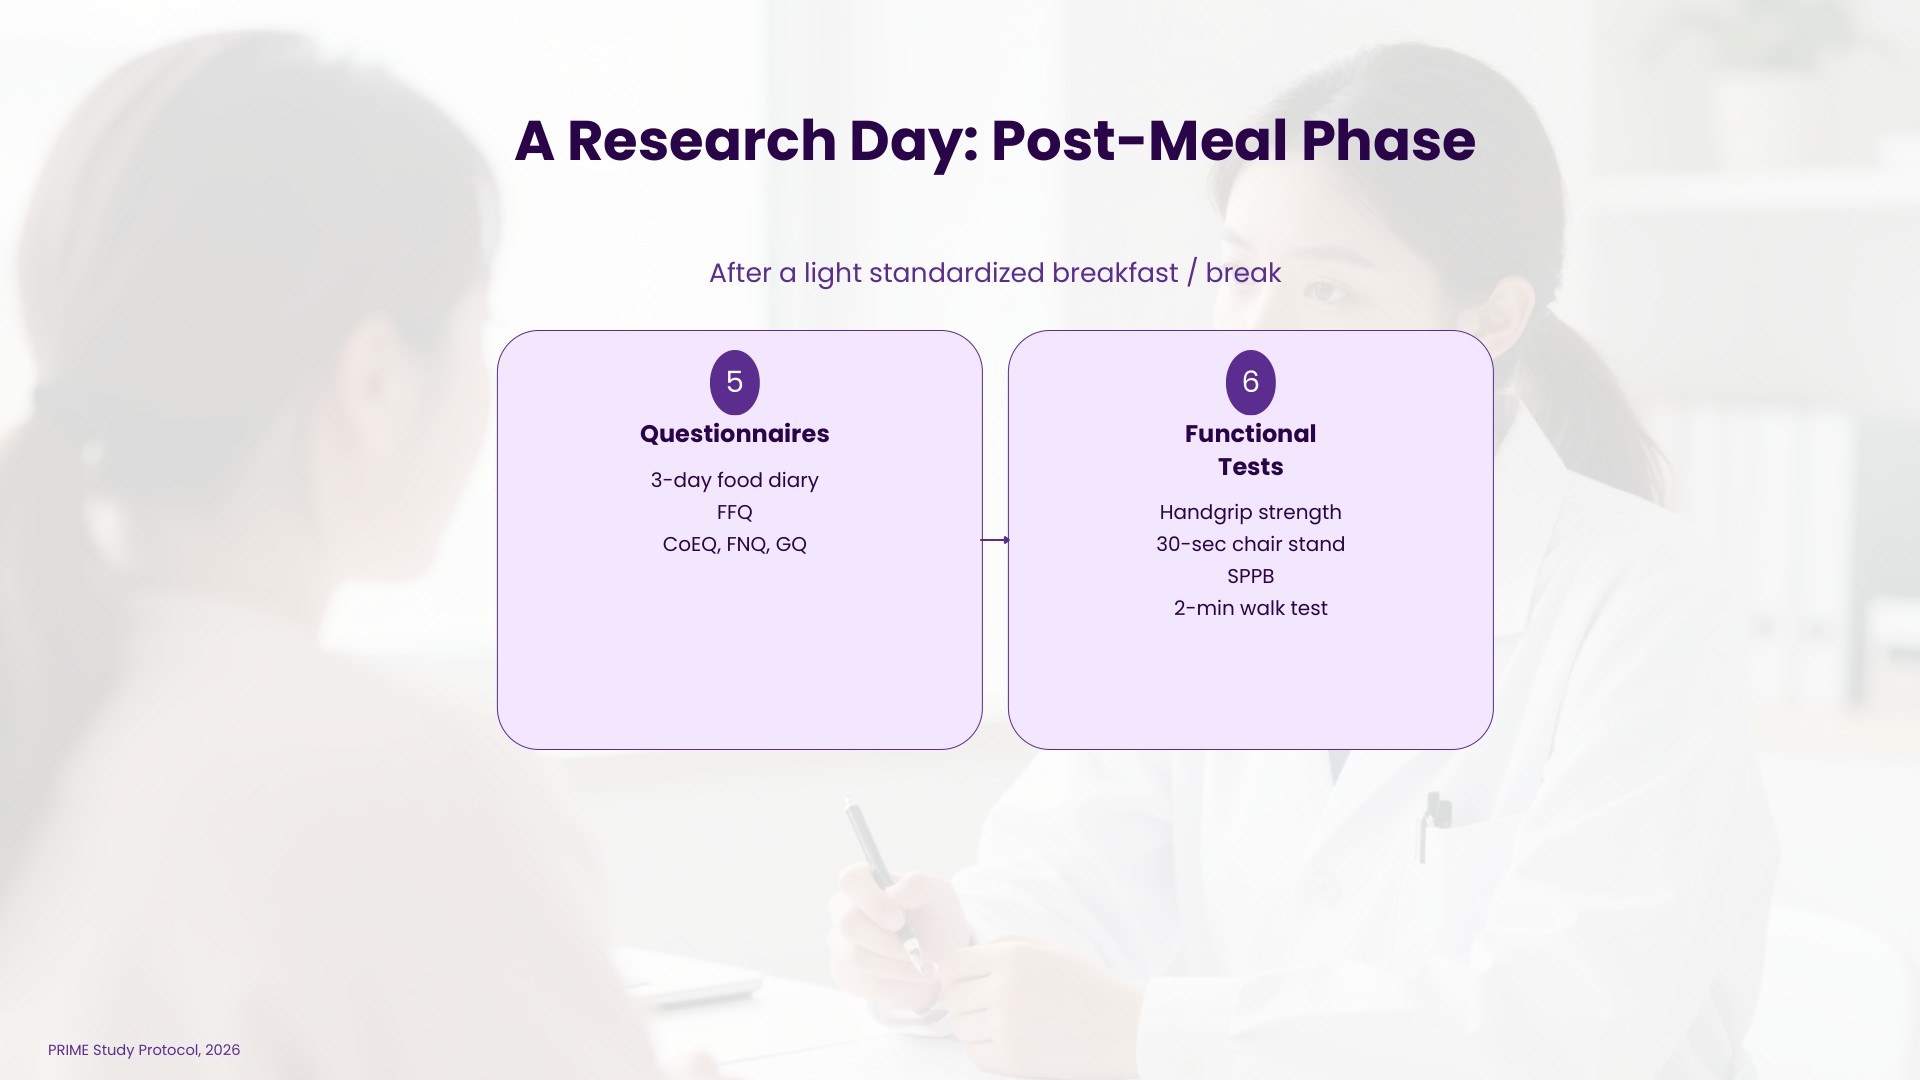 A Research Day: Post-Meal Phase
After a light standardized breakfast / break
5
Questionnaires
3-day food diary
FFQ
CoEQ, FNQ, GQ
6
Functional
Tests
Handgrip strength
30-sec chair stand
SPPB
2-min walk test
PRIME Study Protocol, 2026